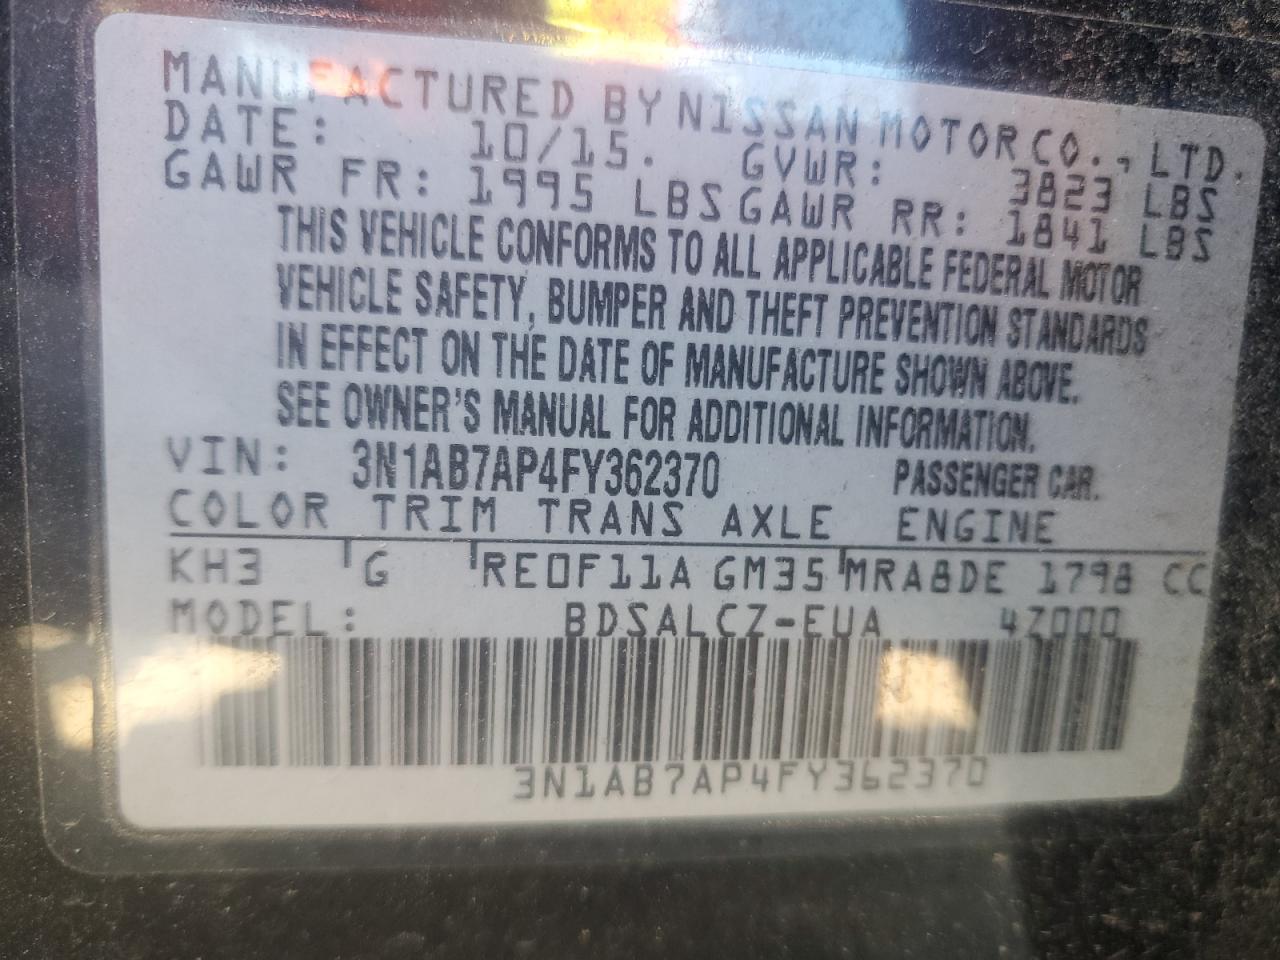 MANUFACTURED BY NISSAN MOTOR CO., LTD.
DATE: 10/15. GVWR: 3823 LBS
GAWR FR: 1995 LBS GAWR RR: 1841 LBS
THIS VEHICLE CONFORMS TO ALL APPLICABLE FEDERAL MOTOR
VEHICLE SAFETY, BUMPER AND THEFT PREVENTION STANDARDS
IN EFFECT ON THE DATE OF MANUFACTURE SHOWN ABOVE.
SEE OWNER'S MANUAL FOR ADDITIONAL INFORMATION.
VIN: 3N1AB7AP4FY362370 PASSENGER CAR.
COLOR TRIM TRANS AXLE ENGINE
KH3 G RE0F11A GM35 MRA8DE 1798 CC
MODEL: BDSALCZ-EUA 4Z000
3N1AB7AP4FY362370